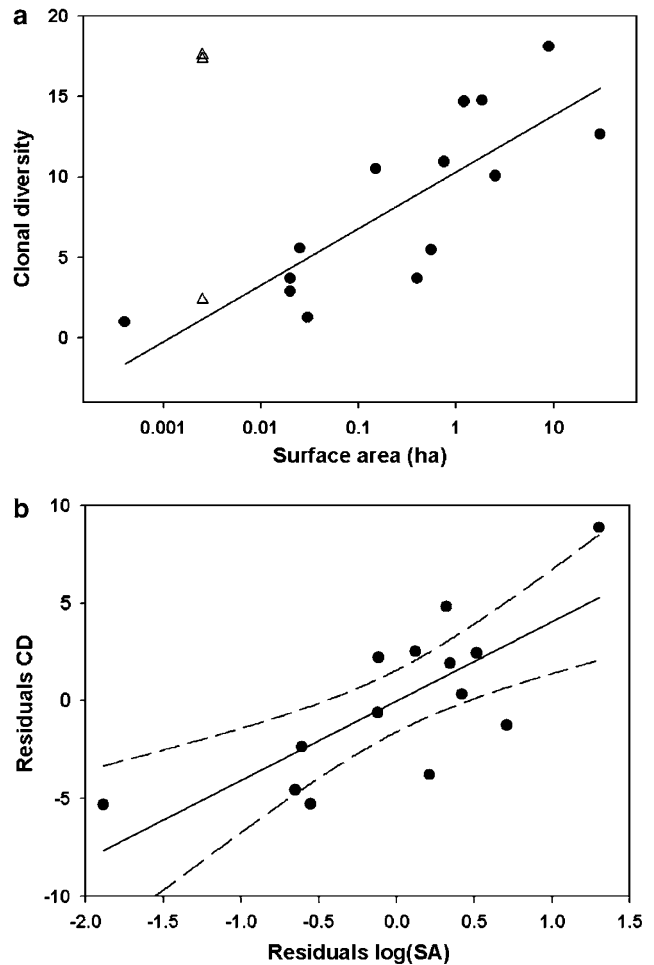 a
20
15
10
5
0
Clonal diversity
0.001 0.01 0.1 1 10
Surface area (ha)
b
10
5
0
-5
-10
Residuals CD
-2.0 -1.5 -1.0 -0.5 0.0 0.5 1.0 1.5
Residuals log(SA)